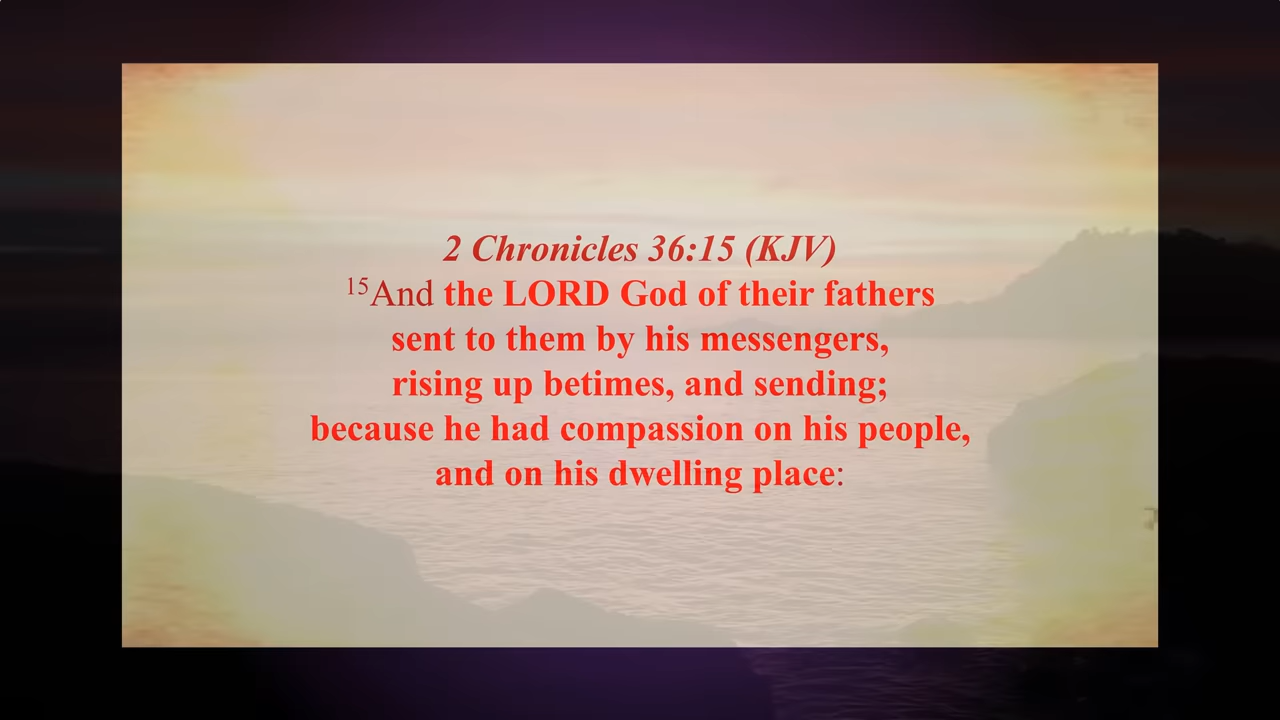 2 Chronicles 36:15 (KJV)
15And the LORD God of their fathers
sent to them by his messengers,
rising up betimes, and sending;
because he had compassion on his people,
and on his dwelling place: